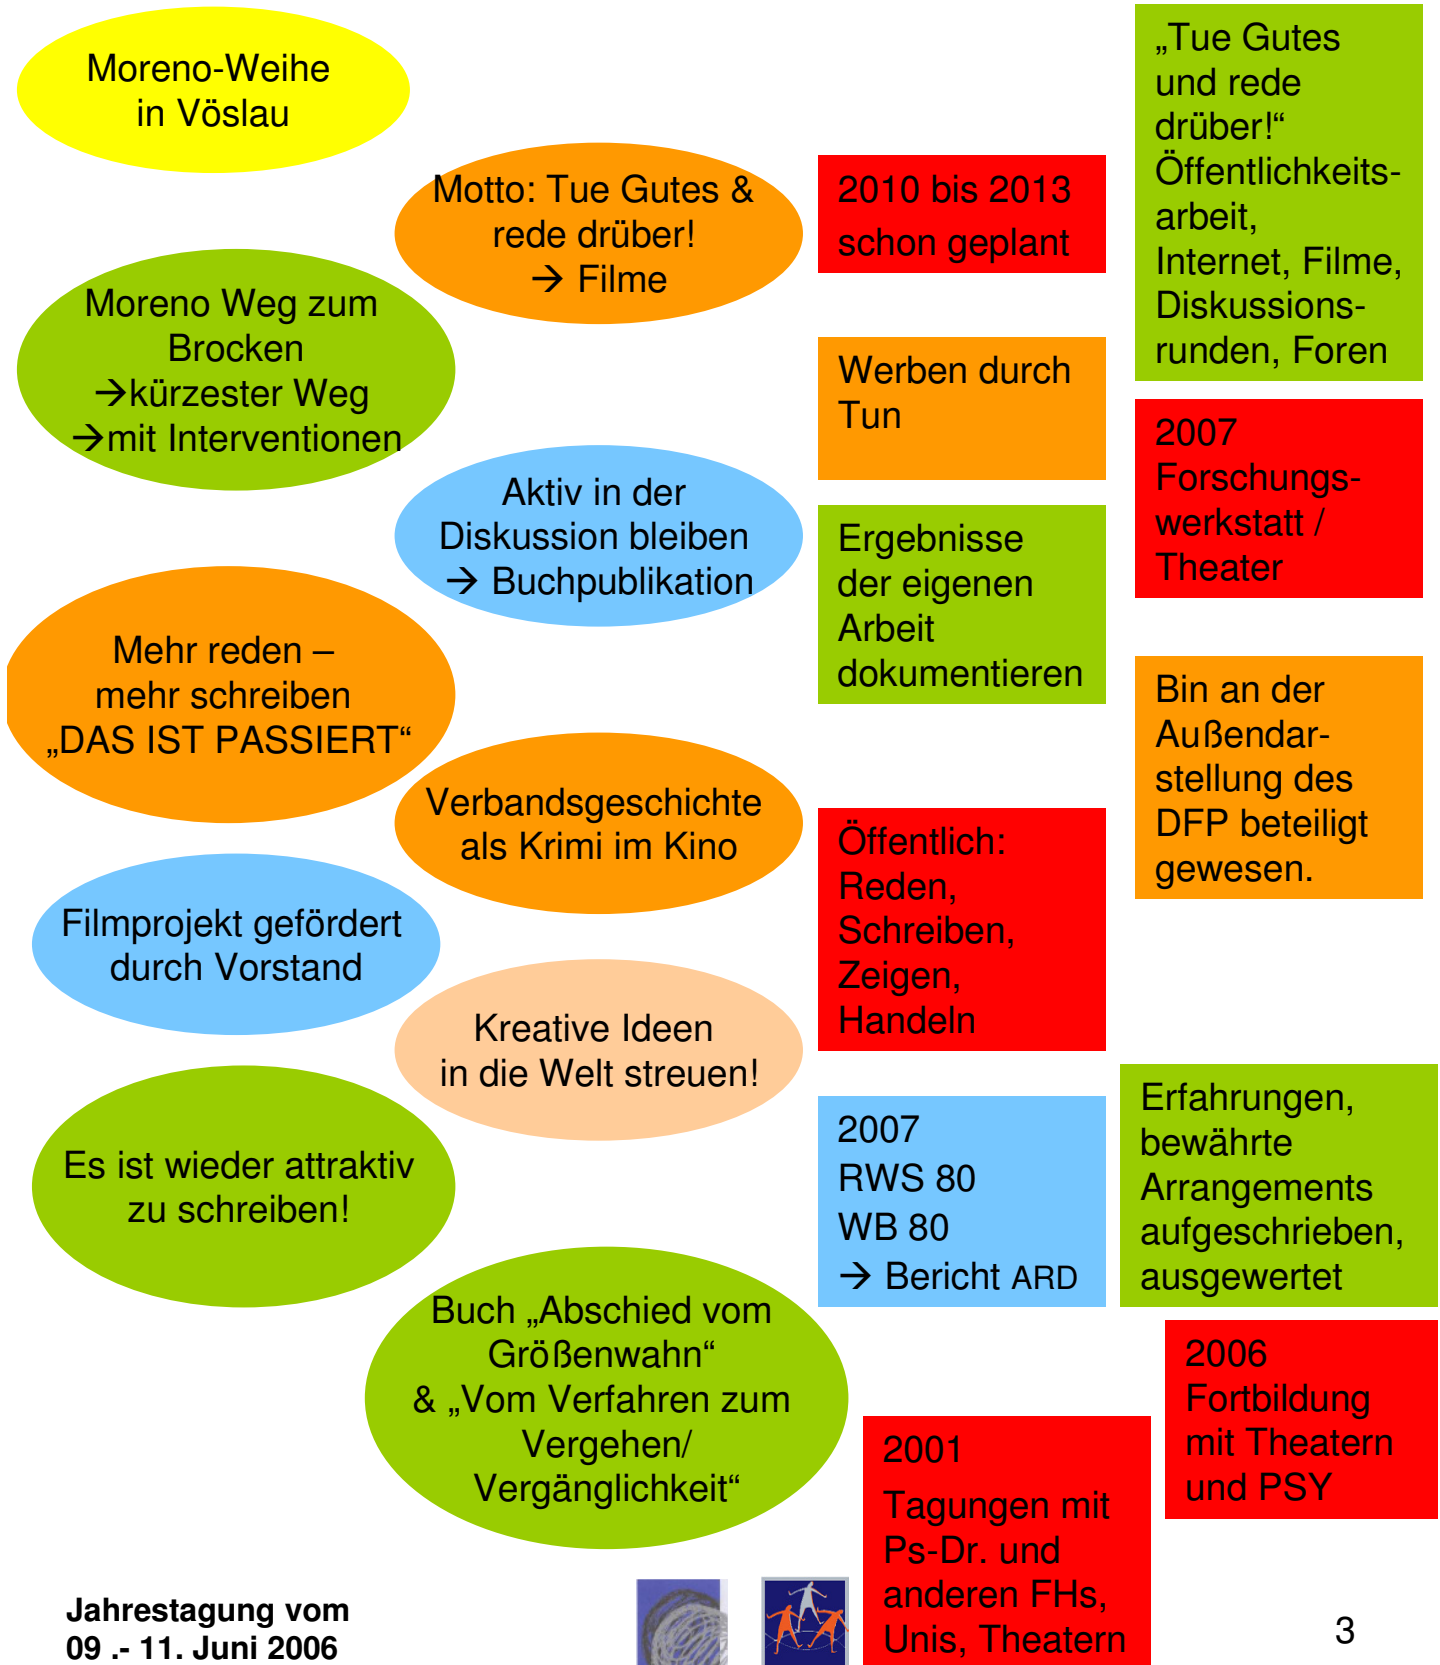 Moreno-Weihe
in Vöslau
Moreno Weg zum
Brocken
→kürzester Weg
→mit Interventionen
Mehr reden –
mehr schreiben
„DAS IST PASSIERT“
Filmprojekt gefördert
durch Vorstand
Es ist wieder attraktiv
zu schreiben!
Motto: Tue Gutes &
rede drüber!
→ Filme
Aktiv in der
Diskussion bleiben
→ Buchpublikation
Verbandsgeschichte
als Krimi im Kino
Kreative Ideen
in die Welt streuen!
Buch „Abschied vom
Größenwahn“
& „Vom Verfahren zum
Vergehen/
Vergänglichkeit“
2010 bis 2013
schon geplant
Werben durch
Tun
Ergebnisse
der eigenen
Arbeit
dokumentieren
Öffentlich:
Reden,
Schreiben,
Zeigen,
Handeln
2007
RWS 80
WB 80
→ Bericht ARD
2001
Tagungen mit
Ps-Dr. und
anderen FHs,
Unis, Theatern
„Tue Gutes
und rede
drüber!“
Öffentlichkeits-
arbeit,
Internet, Filme,
Diskussions-
runden, Foren
2007
Forschungs-
werkstatt /
Theater
Bin an der
Außendar-
stellung des
DFP beteiligt
gewesen.
Erfahrungen,
bewährte
Arrangements
aufgeschrieben,
ausgewertet
2006
Fortbildung
mit Theatern
und PSY
Jahrestagung vom
09 .- 11. Juni 2006
3